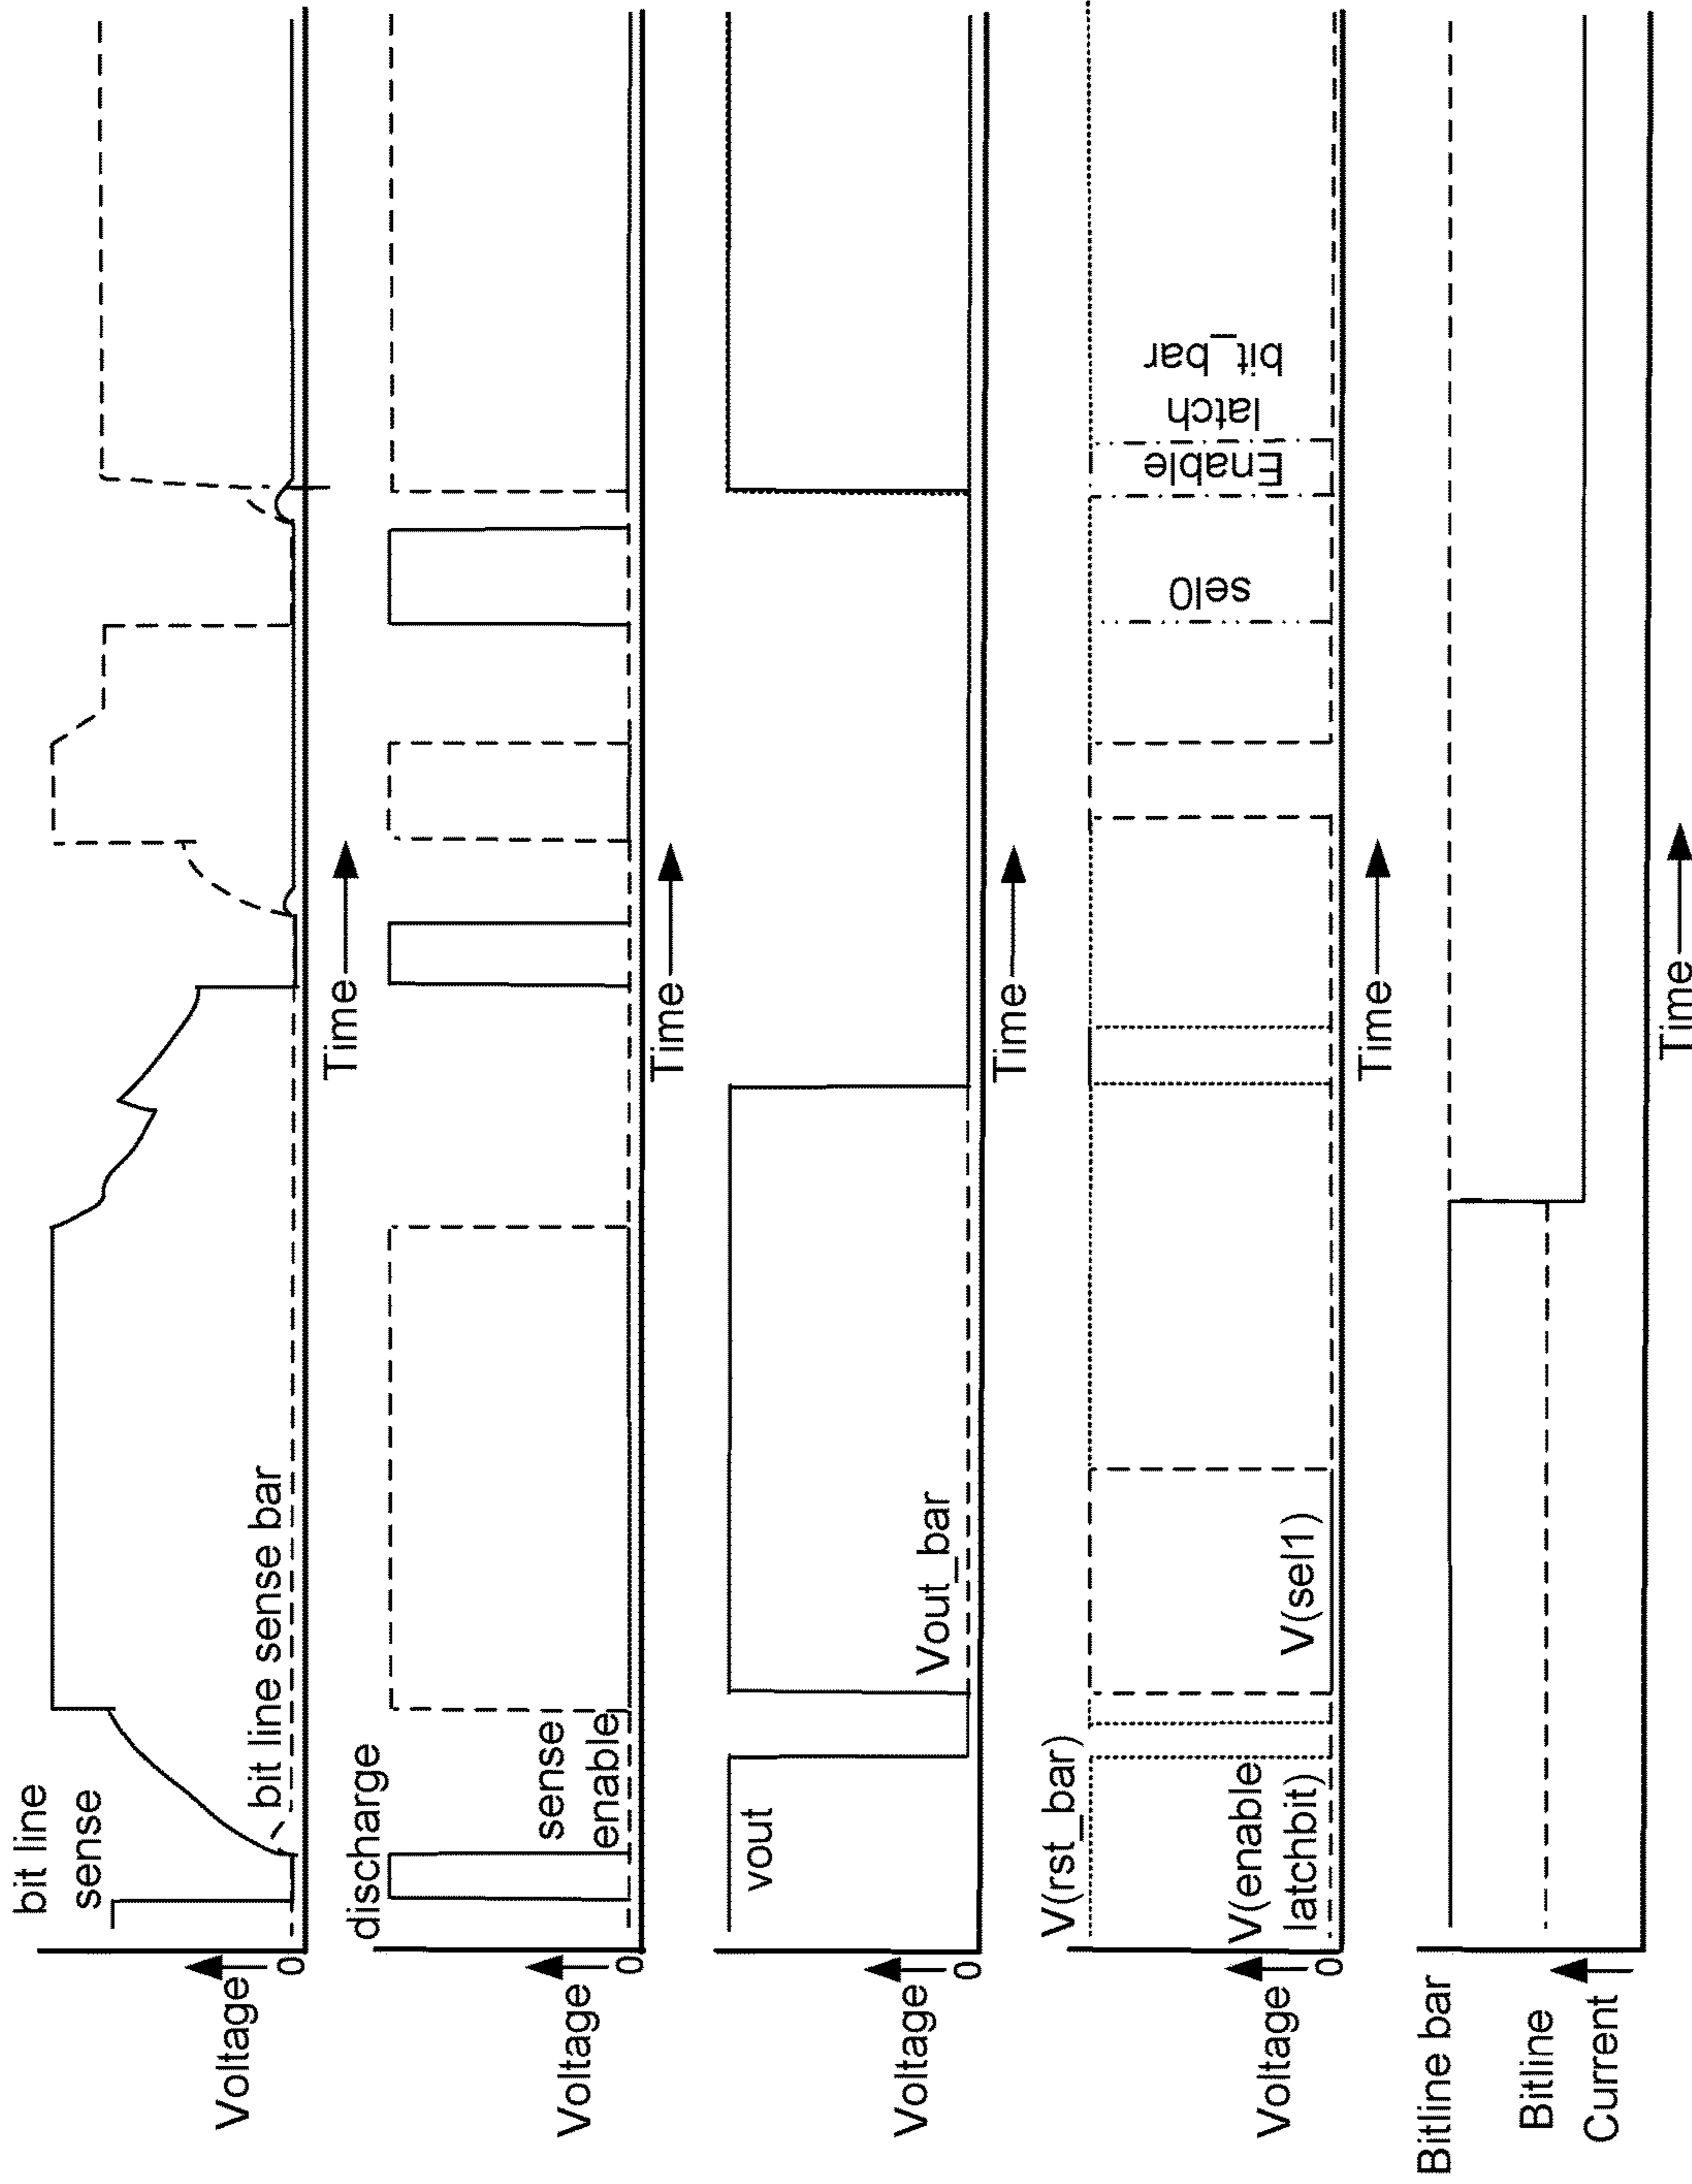 bit line
sense
bit line sense bar
Voltage
0
Time
discharge
sense
enable
Voltage
0
Time
vout
Vout_bar
Voltage
0
Time
V(rst_bar)
V(enable
latchbit)
V(sel1)
sel0
Enable
latch
bit_bar
Voltage
0
Time
Bitline bar
Bitline
Current
Time